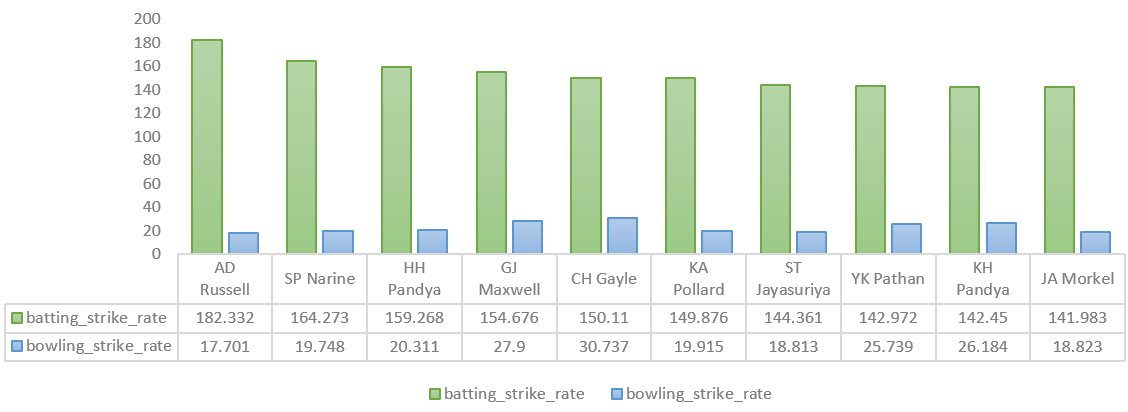 200
180
160
140
120
100
80
60
40
20
0
AD Russell SP Narine HH Pandya GJ Maxwell CH Gayle KA Pollard ST Jayasuriya YK Pathan KH Pandya JA Morkel
batting_strike_rate 182.332 164.273 159.268 154.676 150.11 149.876 144.361 142.972 142.45 141.983
bowling_strike_rate 17.701 19.748 20.311 27.9 30.737 19.915 18.813 25.739 26.184 18.823
batting_strike_rate bowling_strike_rate